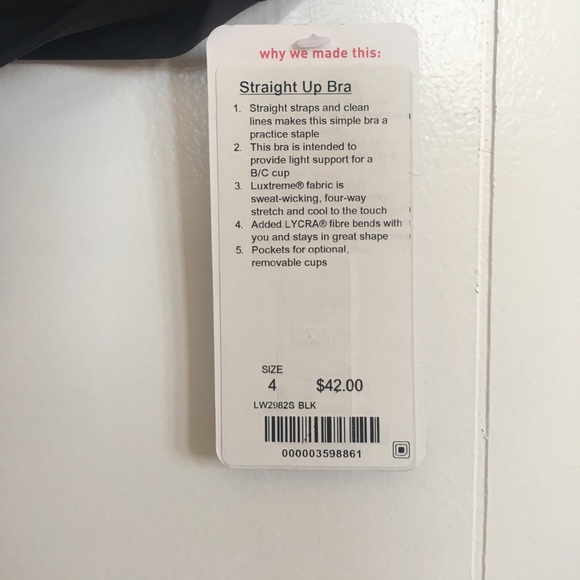 why we made this:
Straight Up Bra
1. Straight straps and clean
lines makes this simple bra a
practice staple
2. This bra is intended to
provide light support for a
B/C cup
3. Luxtreme® fabric is
sweat-wicking, four-way
stretch and cool to the touch
4. Added LYCRA® fibre bends with
you and stays in great shape
5. Pockets for optional,
removable cups
SIZE
4 $42.00
LW2982S BLK
000003598861